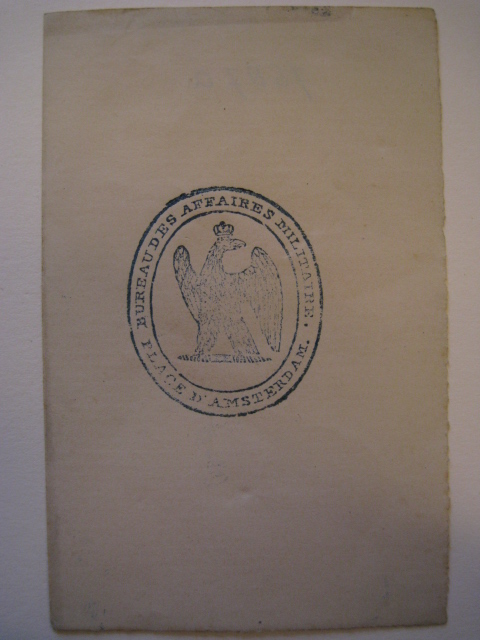 BUREAU DES AFFAIRES MILITAIRE.
PLACE D'AMSTERDAM.